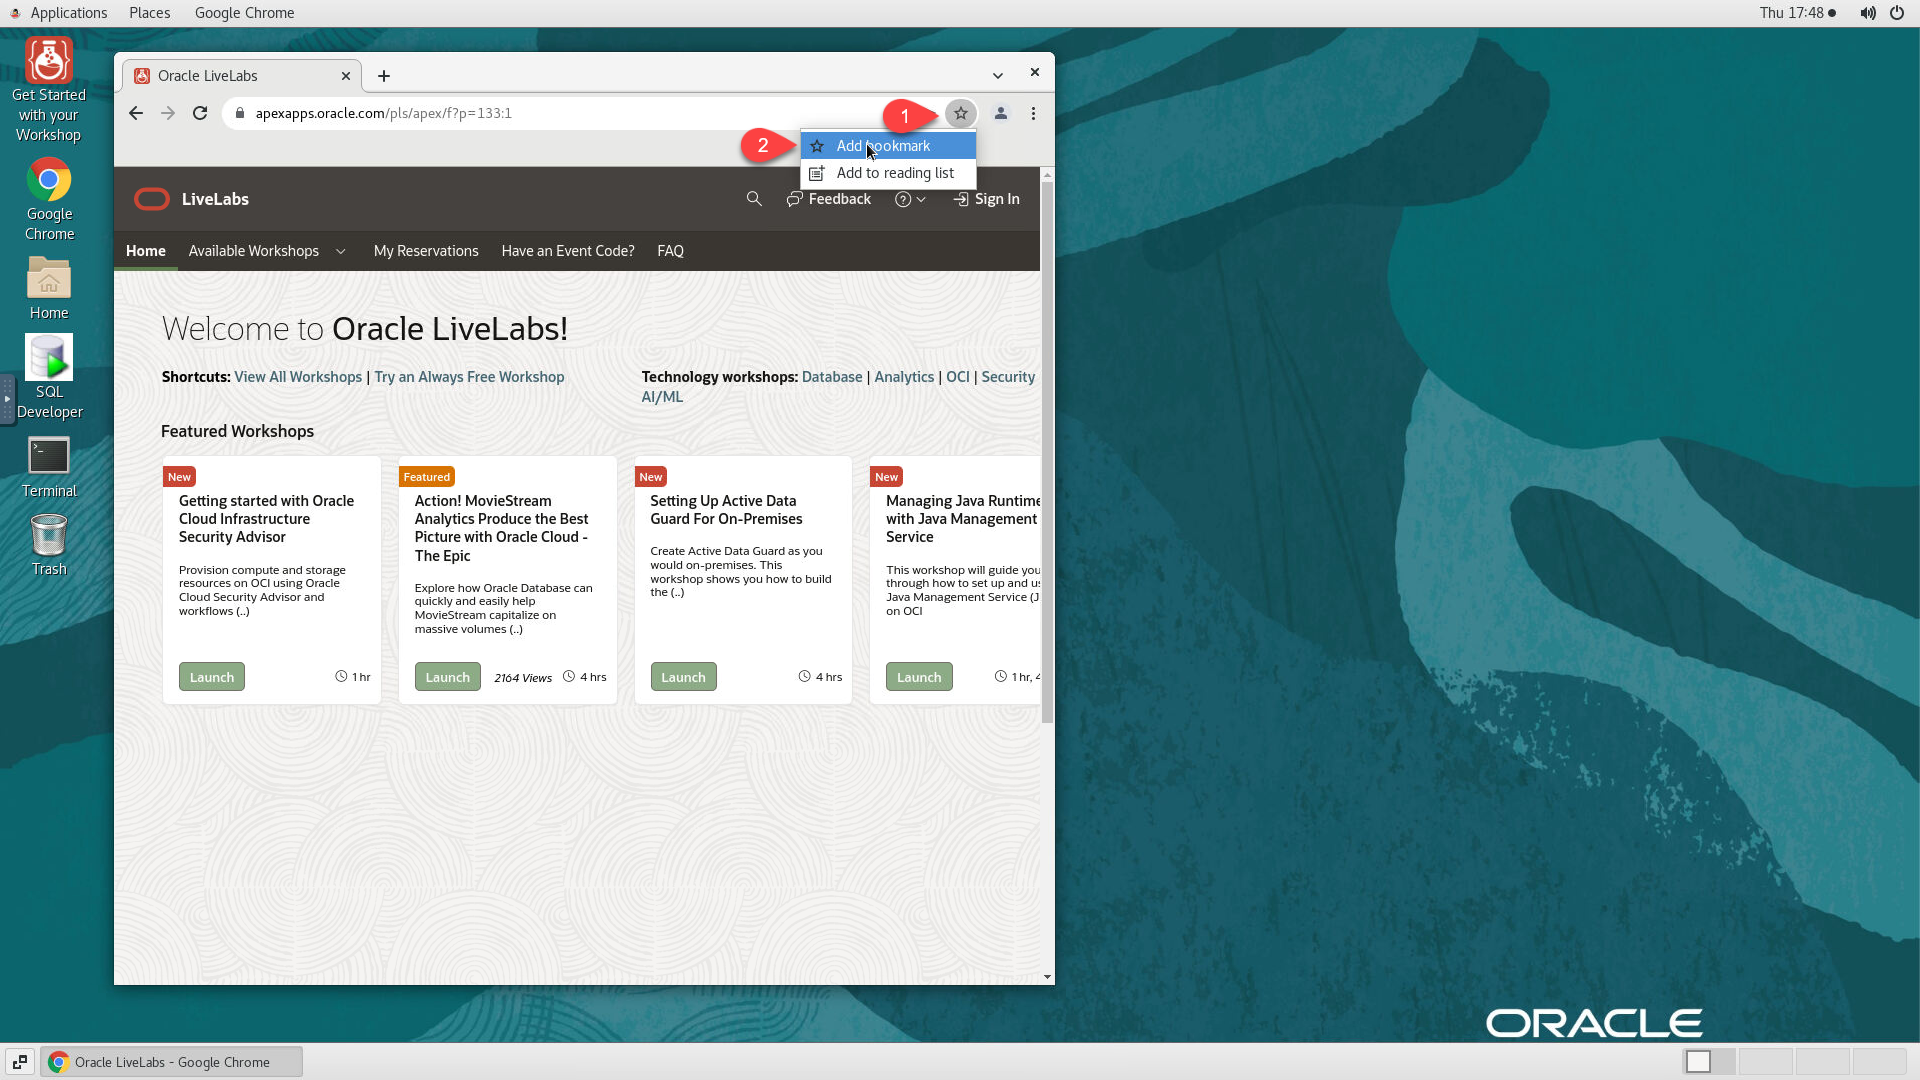 Applications Places Google Chrome Thu 17:48
Get Started
with your
Workshop
Google
Chrome
Home
SQL
Developer
Terminal
Trash
Oracle LiveLabs
apexapps.oracle.com/pls/apex/f?p=133:1
1
2
Add bookmark
Add to reading list
LiveLabs Feedback Sign In
Home Available Workshops My Reservations Have an Event Code? FAQ
Welcome to Oracle LiveLabs!
Shortcuts: View All Workshops | Try an Always Free Workshop
Technology workshops: Database | Analytics | OCI | Security
AI/ML
Featured Workshops
New
Getting started with Oracle
Cloud Infrastructure
Security Advisor
Provision compute and storage
resources on OCI using Oracle
Cloud Security Advisor and
workflows (..)
Launch 1 hr
Featured
Action! MovieStream
Analytics Produce the Best
Picture with Oracle Cloud -
The Epic
Explore how Oracle Database can
quickly and easily help
MovieStream capitalize on
massive volumes (..)
Launch 2164 Views 4 hrs
New
Setting Up Active Data
Guard For On-Premises
Create Active Data Guard as you
would on-premises. This
workshop shows you how to build
the (..)
Launch 4 hrs
New
Managing Java Runtime
with Java Management
Service
This workshop will guide you
through how to set up and us
Java Management Service (J
on OCI
Launch 1 hr, 4
ORACLE
Oracle LiveLabs - Google Chrome